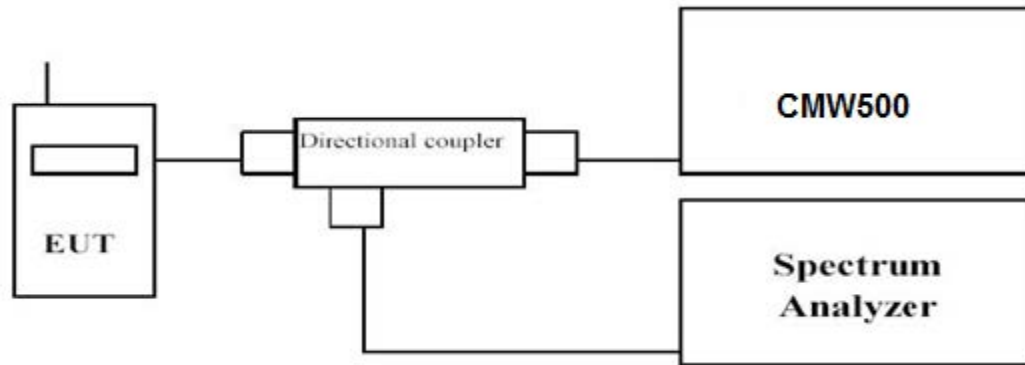 CMW500
Directional coupler
EUT
Spectrum
Analyzer